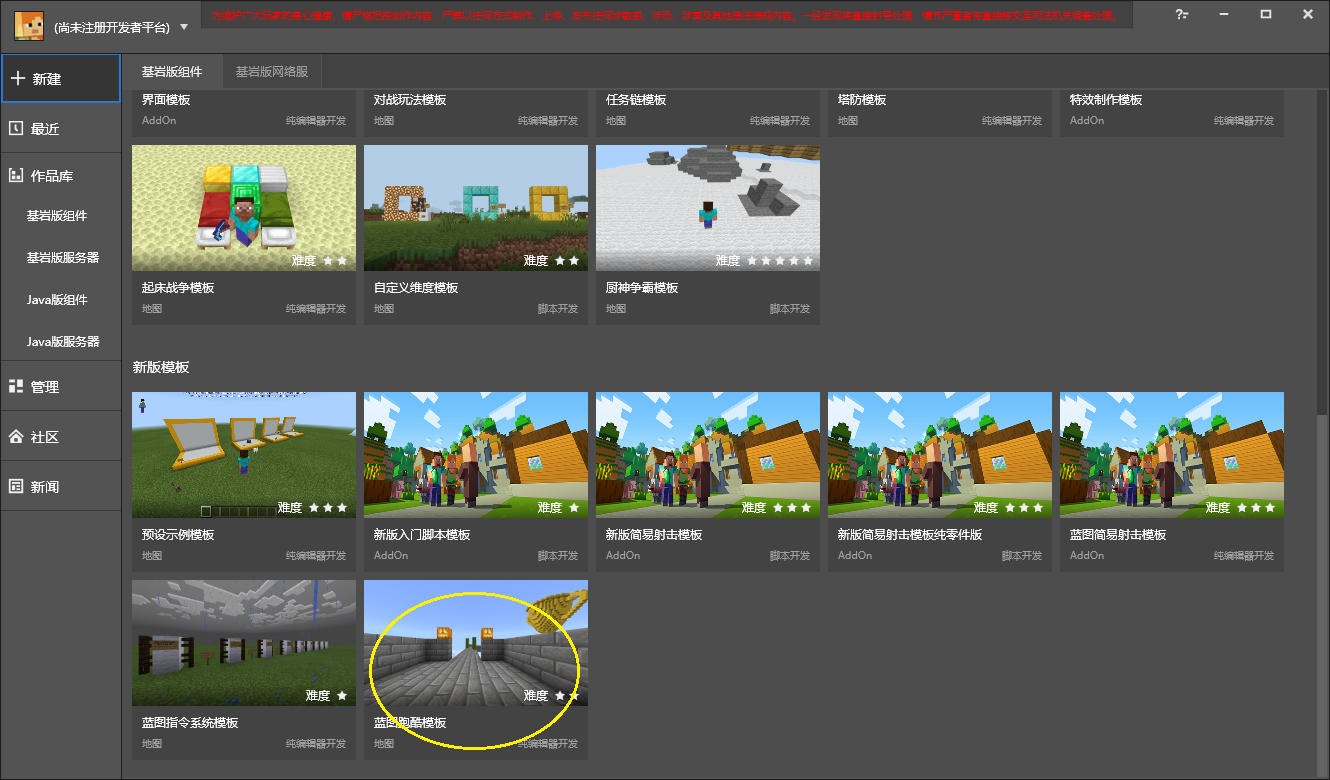 (尚未注册开发者平台)
新建
最近
作品库
基岩版组件
基岩版服务器
Java版组件
Java版服务器
管理
社区
新闻
基岩版组件 基岩版网络服
界面模板 对战玩法模板 任务链模板 塔防模板 特效制作模板
AddOn 纯编辑器开发 地图 纯编辑器开发 地图 纯编辑器开发 地图 纯编辑器开发 AddOn 纯编辑器开发
难度 难度 难度
起床战争模板 自定义维度模板 厨神争霸模板
地图 纯编辑器开发 地图 脚本开发 地图 脚本开发
新版模板
难度 难度 难度 难度 难度
预设示例模板 新版入门脚本模板 新版简易射击模板 新版简易射击模板纯零件版 蓝图简易射击模板
地图 纯编辑器开发 AddOn 脚本开发 AddOn 脚本开发 AddOn 脚本开发 AddOn 纯编辑器开发
难度 难度
蓝图指令系统模板 蓝图跑酷模板
地图 纯编辑器开发 地图 纯编辑器开发